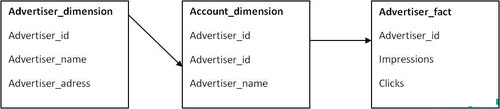 Advertiser_dimension
Advertiser_id
Advertiser_name
Advertiser_adress
Account_dimension
Advertiser_id
Advertiser_id
Advertiser_name
Advertiser_fact
Advertiser_id
Impressions
Clicks